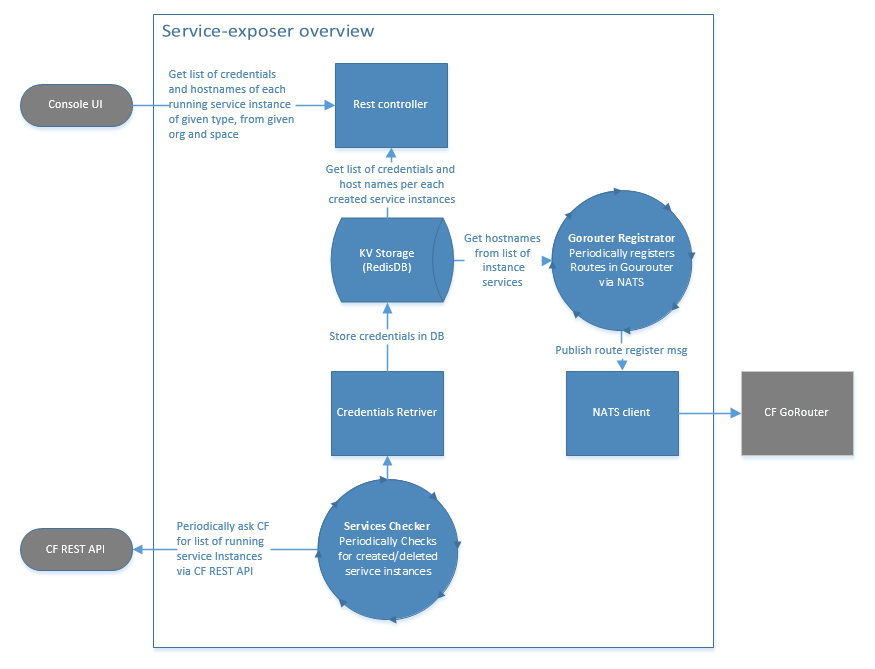 Service-exposer overview
Console UI
Get list of credentials
and hostnames of each
running service instance
of given type, from given
org and space
Rest controller
Get list of credentials and
host names per each
created service instances
KV Storage
(RedisDB)
Get hostnames
from list of
instance
services
Gorouter Registrator
Periodically registers
Routes in Gourouter
via NATS
Store credentials in DB
Publish route register msg
Credentials Retriver
NATS client
CF GoRouter
CF REST API
Periodically ask CF
for list of running
service Instances
via CF REST API
Services Checker
Periodically Checks
for created/deleted
serivce instances